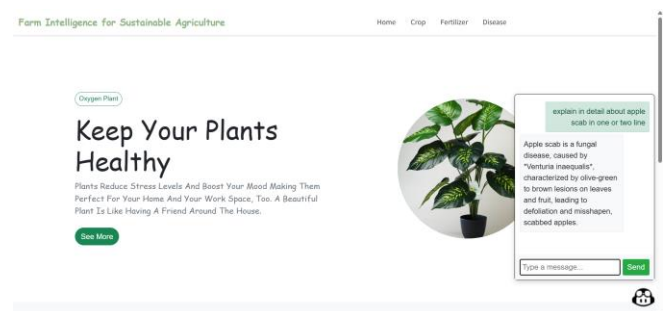 Farm Intelligence for Sustainable Agriculture
Home Crop Fertilizer Disease
Oxygen Plant
Keep Your Plants
Healthy
Plants Reduce Stress Levels And Boost Your Mood Making Them
Perfect For Your Home And Your Work Space, Too. A Beautiful
Plant Is Like Having A Friend Around The House.
See More
explain in detail about apple
scab in one or two line
Apple scab is a fungal
disease, caused by
"Venturia inaequalis",
characterized by olive-green
to brown lesions on leaves
and fruit, leading to
defoliation and misshapen,
scabbed apples.
Type a message...
Send